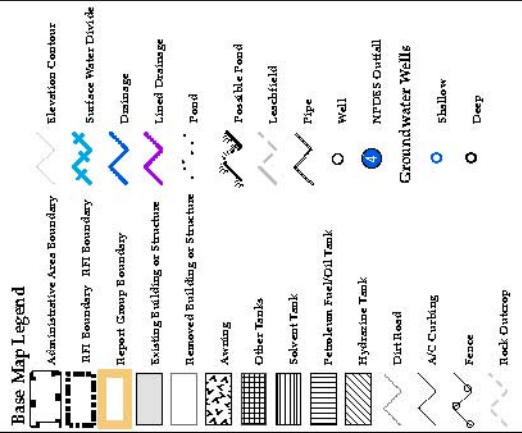 Base Map Legend
Administrative Area Boundary
RFI Boundary RFI Boundary
Report Group Boundary
Existing Building or Structure
Removed Building or Structure
Awning
Other Tanks
Solvent Tank
Petroleum Fuel/Oil Tank
Hydrazine Tank
Dirt Road
A/C Curbing
Fence
Rock Outcrop
Elevation Contour
Surface Water Divide
Drainage
Lined Drainage
Pond
Possible Pond
Leachfield
Pipe
Well
4 NPDES Outfall
Groundwater Wells
Shallow
Deep